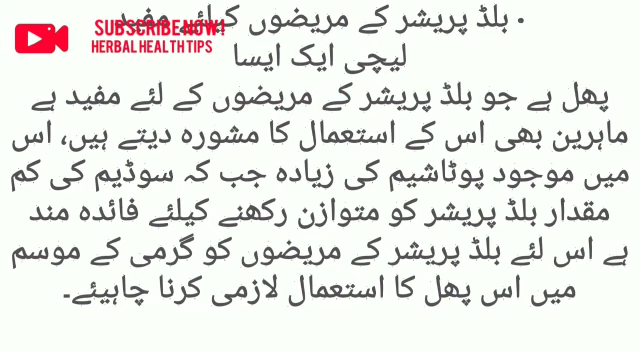 • بلڈ پریشر کے مریضوں کیلئے مفید
SUBSCRIBE NOW!
HERBAL HEALTH TIPS
لیچی ایک ایسا
پھل ہے جو بلڈ پریشر کے مریضوں کے لئے مفید ہے
ماہرین بھی اس کے استعمال کا مشورہ دیتے ہیں، اس
میں موجود پوٹاشیم کی زیادہ جب کہ سوڈیم کی کم
مقدار بلڈ پریشر کو متوازن رکھنے کیلئے فائدہ مند
ہے اس لئے بلڈ پریشر کے مریضوں کو گرمی کے موسم
میں اس پھل کا استعمال لازمی کرنا چاہیئے۔